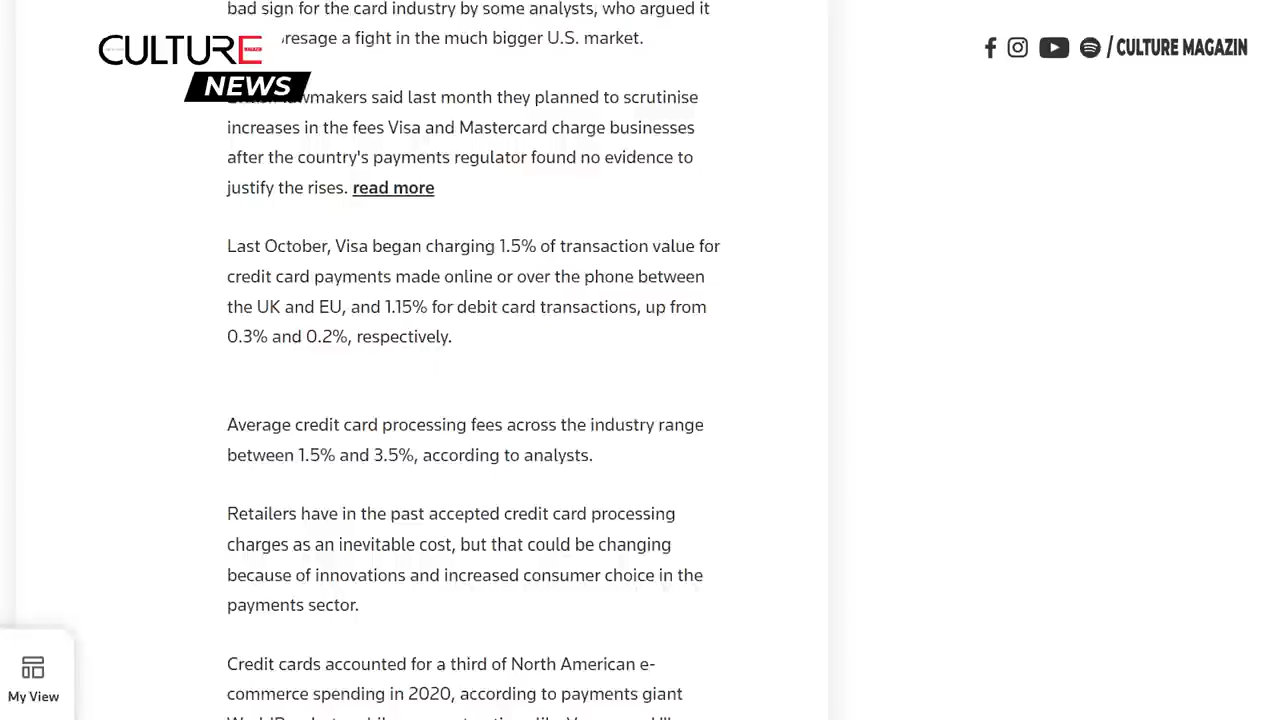 bad sign for the card industry by some analysts, who argued it
CULTURE
resage a fight in the much bigger U.S. market.
/ CULTURE MAGAZIN
NEWS
wmakers said last month they planned to scrutinise
increases in the fees Visa and Mastercard charge businesses
after the country's payments regulator found no evidence to
justify the rises. read more
Last October, Visa began charging 1.5% of transaction value for
credit card payments made online or over the phone between
the UK and EU, and 1.15% for debit card transactions, up from
0.3% and 0.2%, respectively.
Average credit card processing fees across the industry range
between 1.5% and 3.5%, according to analysts.
Retailers have in the past accepted credit card processing
charges as an inevitable cost, but that could be changing
because of innovations and increased consumer choice in the
payments sector.
Credit cards accounted for a third of North American e-
commerce spending in 2020, according to payments giant
My View